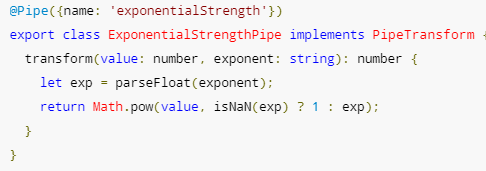 @Pipe({name: 'exponentialStrength'})
export class ExponentialStrengthPipe implements PipeTransform {
  transform(value: number, exponent: string): number {
    let exp = parseFloat(exponent);
    return Math.pow(value, isNaN(exp) ? 1 : exp);
  }
}